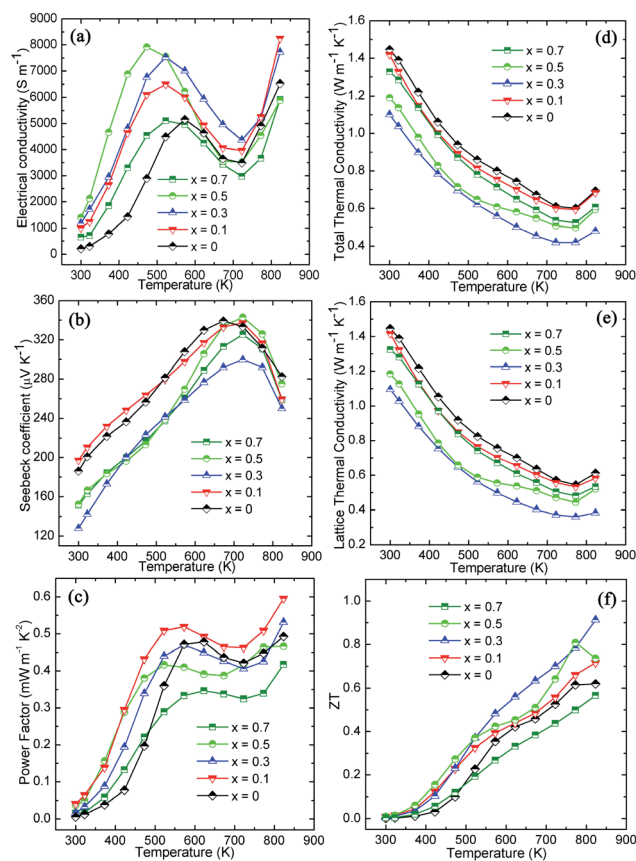 (a)
Electrical conductivity (S m⁻¹)
9000
8000
7000
6000
5000
4000
3000
2000
1000
0
x = 0.7
x = 0.5
x = 0.3
x = 0.1
x = 0
300 400 500 600 700 800 900
Temperature (K)
(d)
Total Thermal Conductivity (W m⁻¹ K⁻¹)
1.6
1.4
1.2
1.0
0.8
0.6
0.4
x = 0.7
x = 0.5
x = 0.3
x = 0.1
x = 0
300 400 500 600 700 800 900
Temperature (K)
(b)
Seebeck coefficient (μV K⁻¹)
360
320
280
240
200
160
120
x = 0.7
x = 0.5
x = 0.3
x = 0.1
x = 0
300 400 500 600 700 800 900
Temperature (K)
(e)
Lattice Thermal Conductivity (W m⁻¹ K⁻¹)
1.6
1.4
1.2
1.0
0.8
0.6
0.4
0.2
x = 0.7
x = 0.5
x = 0.3
x = 0.1
x = 0
300 400 500 600 700 800 900
Temperature (K)
(c)
Power Factor (mW m⁻¹ K⁻²)
0.6
0.5
0.4
0.3
0.2
0.1
0.0
x = 0.7
x = 0.5
x = 0.3
x = 0.1
x = 0
300 400 500 600 700 800 900
Temperature (K)
(f)
ZT
1.0
0.8
0.6
0.4
0.2
0.0
x = 0.7
x = 0.5
x = 0.3
x = 0.1
x = 0
300 400 500 600 700 800 900
Temperature (K)